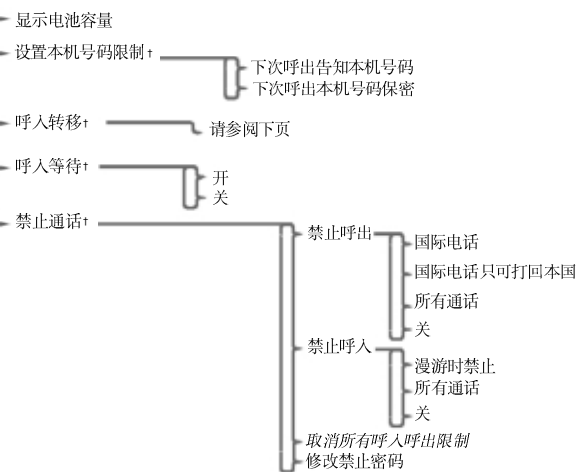 显示电池容量
设置本机号码限制†
下次呼出告知本机号码
下次呼出本机号码保密
呼入转移†
请参阅下页
呼入等待†
开
关
禁止通话†
禁止呼出
国际电话
国际电话只可打回本国
所有通话
关
禁止呼入
漫游时禁止
所有通话
关
取消所有呼入呼出限制
修改禁止密码